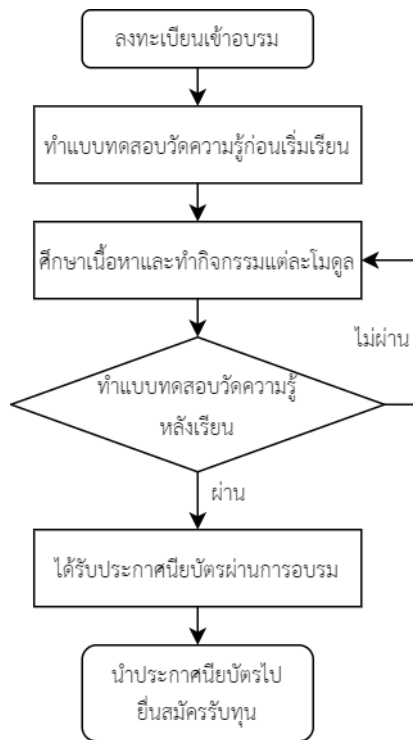 ลงทะเบียนเข้าอบรม
ทำแบบทดสอบวัดความรู้ก่อนเริ่มเรียน
ศึกษาเนื้อหาและทำกิจกรรมแต่ละโมดูล
ไม่ผ่าน
ทำแบบทดสอบวัดความรู้
หลังเรียน
ผ่าน
ได้รับประกาศนียบัตรผ่านการอบรม
นำประกาศนียบัตรไป
ยื่นสมัครรับทุน